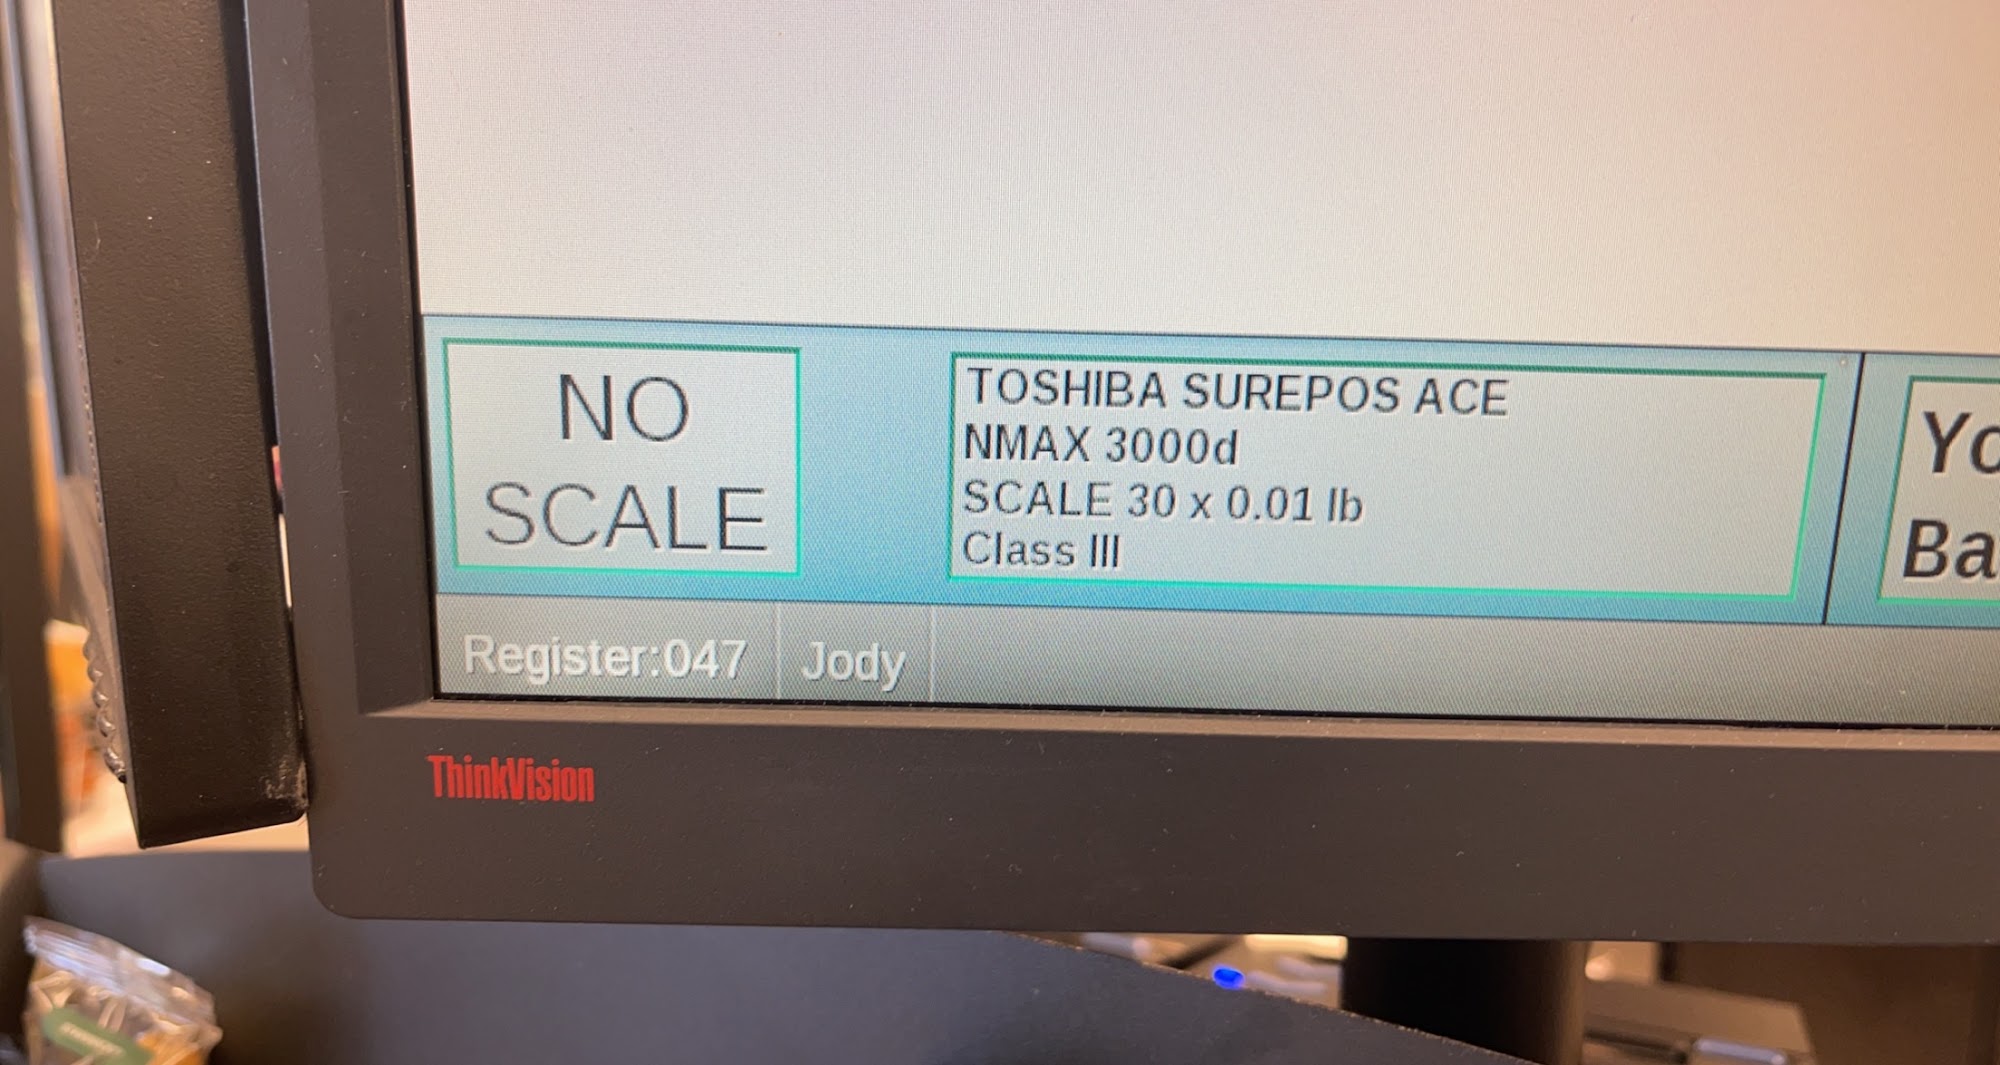 NO
SCALE
TOSHIBA SUREPOS ACE
NMAX 3000d
SCALE 30 x 0.01 lb
Class III
Register:047
Jody
ThinkVision